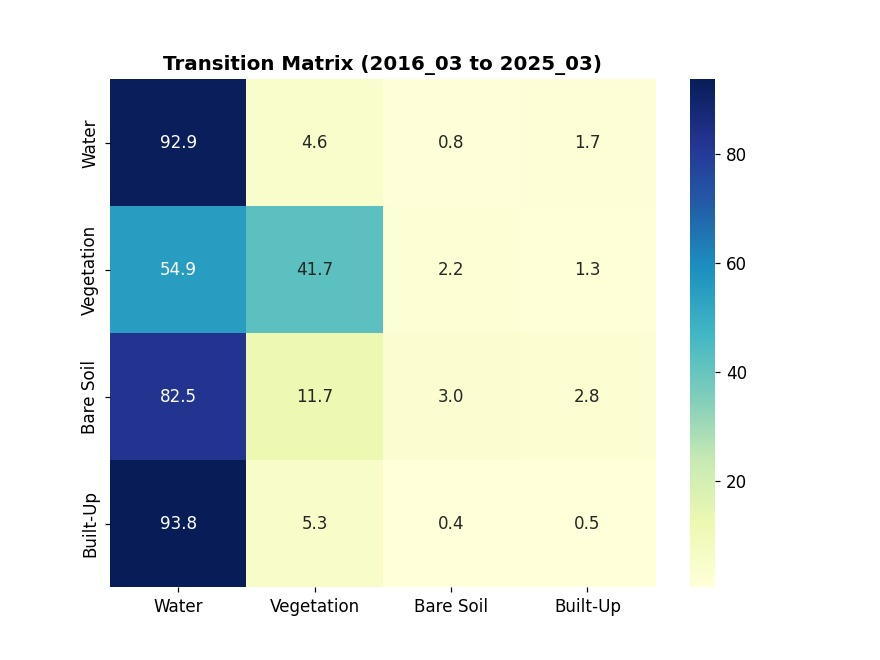 Transition Matrix (2016_03 to 2025_03)
Water 92.9 4.6 0.8 1.7
Vegetation 54.9 41.7 2.2 1.3
Bare Soil 82.5 11.7 3.0 2.8
Built-Up 93.8 5.3 0.4 0.5
Water Vegetation Bare Soil Built-Up
80
60
40
20